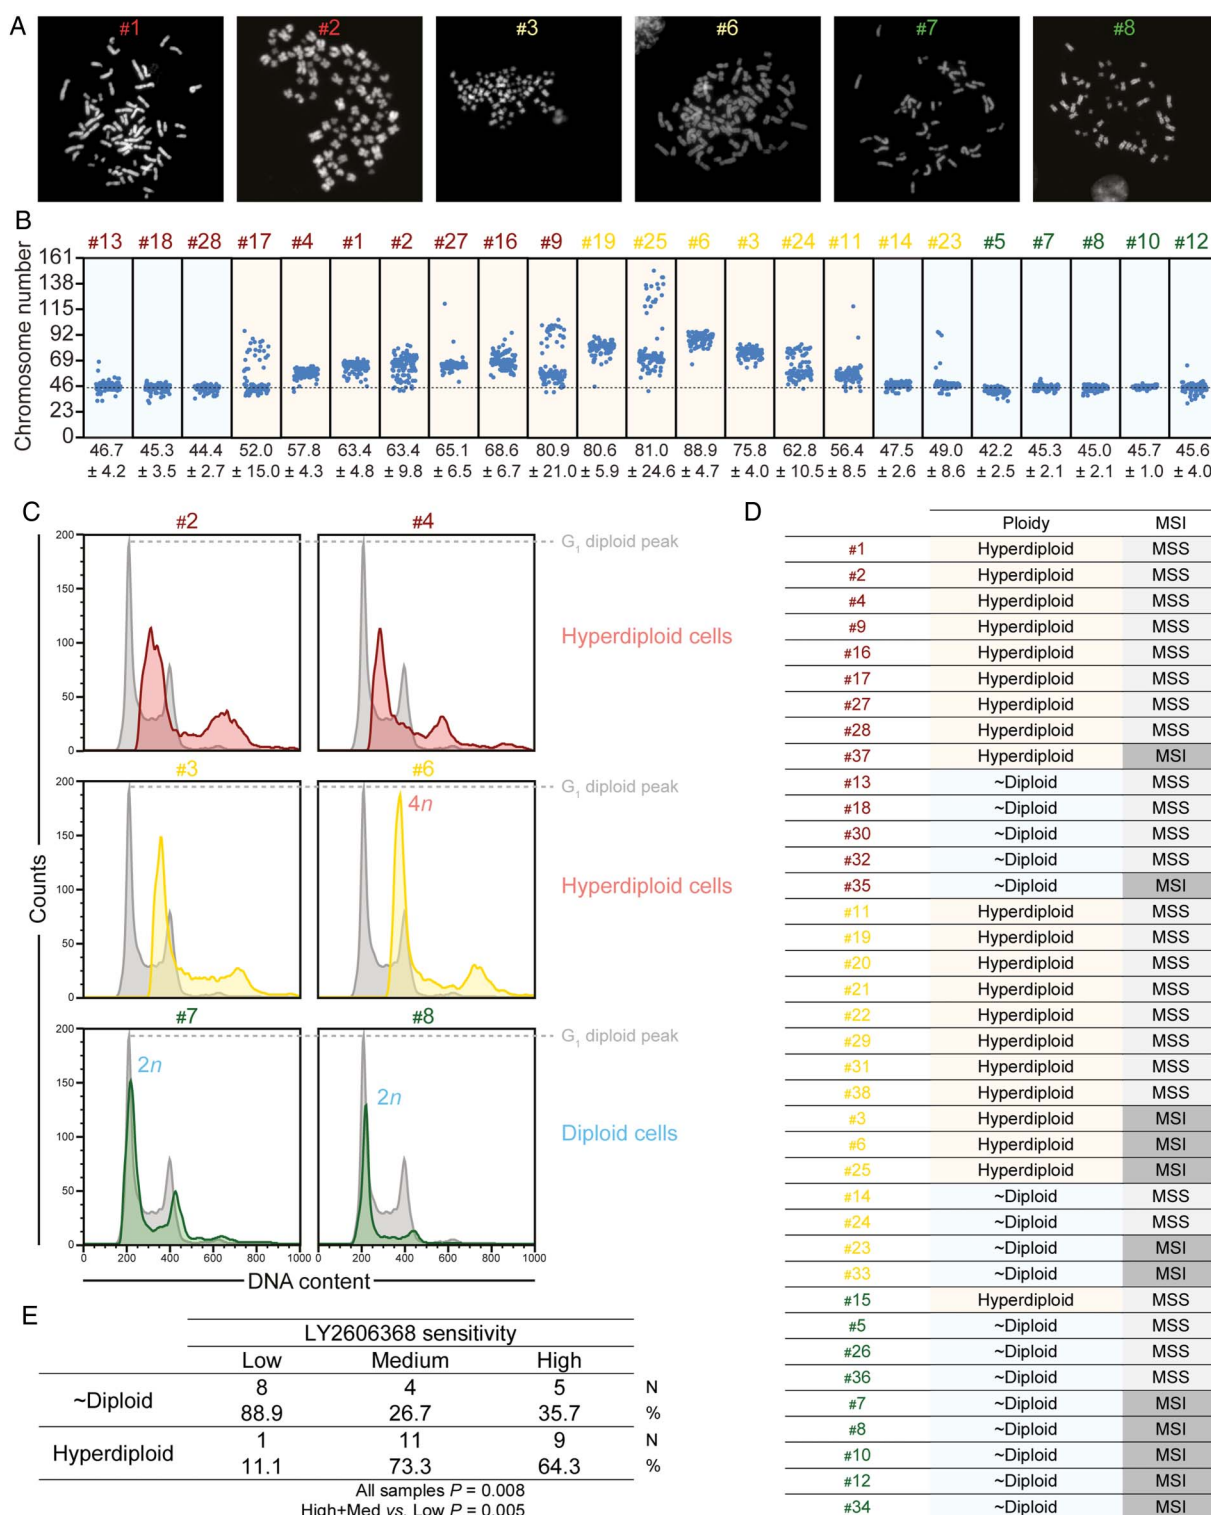 A
#1 #2 #3 #6 #7 #8
B
#13 #18 #28 #17 #4 #1 #2 #27 #16 #9 #19 #25 #6 #3 #24 #11 #14 #23 #5 #7 #8 #10 #12
Chromosome number
161
138
115
92
69
46
23
0
46.7 45.3 44.4 52.0 57.8 63.4 63.4 65.1 68.6 80.9 80.6 81.0 88.9 75.8 62.8 56.4 47.5 49.0 42.2 45.3 45.0 45.7 45.6
± 4.2 ± 3.5 ± 2.7 ± 15.0 ± 4.3 ± 4.8 ± 9.8 ± 6.5 ± 6.7 ± 21.0 ± 5.9 ± 24.6 ± 4.7 ± 4.0 ± 10.5 ± 8.5 ± 2.6 ± 8.6 ± 2.5 ± 2.1 ± 2.1 ± 1.0 ± 4.0
C
#2 #4
200
150
100
50
0
G1 diploid peak
Hyperdiploid cells
#3 #6
200
150
100
50
0
4n
G1 diploid peak
Hyperdiploid cells
#7 #8
200
150
100
50
0
2n 2n
G1 diploid peak
Diploid cells
Counts
0 200 400 600 800 1000 0 200 400 600 800 1000
DNA content
D
Ploidy MSI
#1 Hyperdiploid MSS
#2 Hyperdiploid MSS
#4 Hyperdiploid MSS
#9 Hyperdiploid MSS
#16 Hyperdiploid MSS
#17 Hyperdiploid MSS
#27 Hyperdiploid MSS
#28 Hyperdiploid MSS
#37 Hyperdiploid MSI
#13 ~Diploid MSS
#18 ~Diploid MSS
#30 ~Diploid MSS
#32 ~Diploid MSS
#35 ~Diploid MSI
#11 Hyperdiploid MSS
#19 Hyperdiploid MSS
#20 Hyperdiploid MSS
#21 Hyperdiploid MSS
#22 Hyperdiploid MSS
#29 Hyperdiploid MSS
#31 Hyperdiploid MSS
#38 Hyperdiploid MSS
#3 Hyperdiploid MSI
#6 Hyperdiploid MSI
#25 Hyperdiploid MSI
#14 ~Diploid MSS
#24 ~Diploid MSS
#23 ~Diploid MSI
#33 ~Diploid MSI
#15 Hyperdiploid MSS
#5 ~Diploid MSS
#26 ~Diploid MSS
#36 ~Diploid MSS
#7 ~Diploid MSI
#8 ~Diploid MSI
#10 ~Diploid MSI
#12 ~Diploid MSI
#34 ~Diploid MSI
E
LY2606368 sensitivity
Low Medium High
~Diploid 8 4 5 N
88.9 26.7 35.7 %
Hyperdiploid 1 11 9 N
11.1 73.3 64.3 %
All samples P = 0.008
High+Med vs. Low P = 0.005